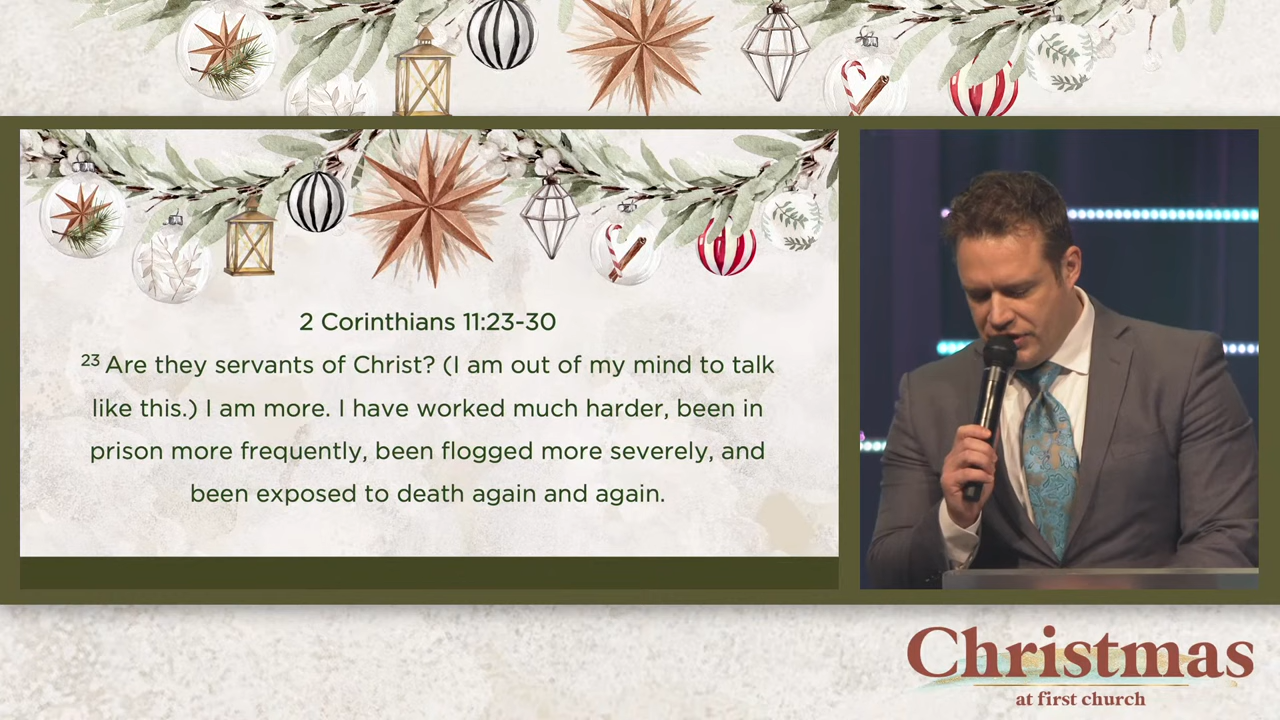 2 Corinthians 11:23-30
²³ Are they servants of Christ? (I am out of my mind to talk
like this.) I am more. I have worked much harder, been in
prison more frequently, been flogged more severely, and
been exposed to death again and again.
Christmas
at first church